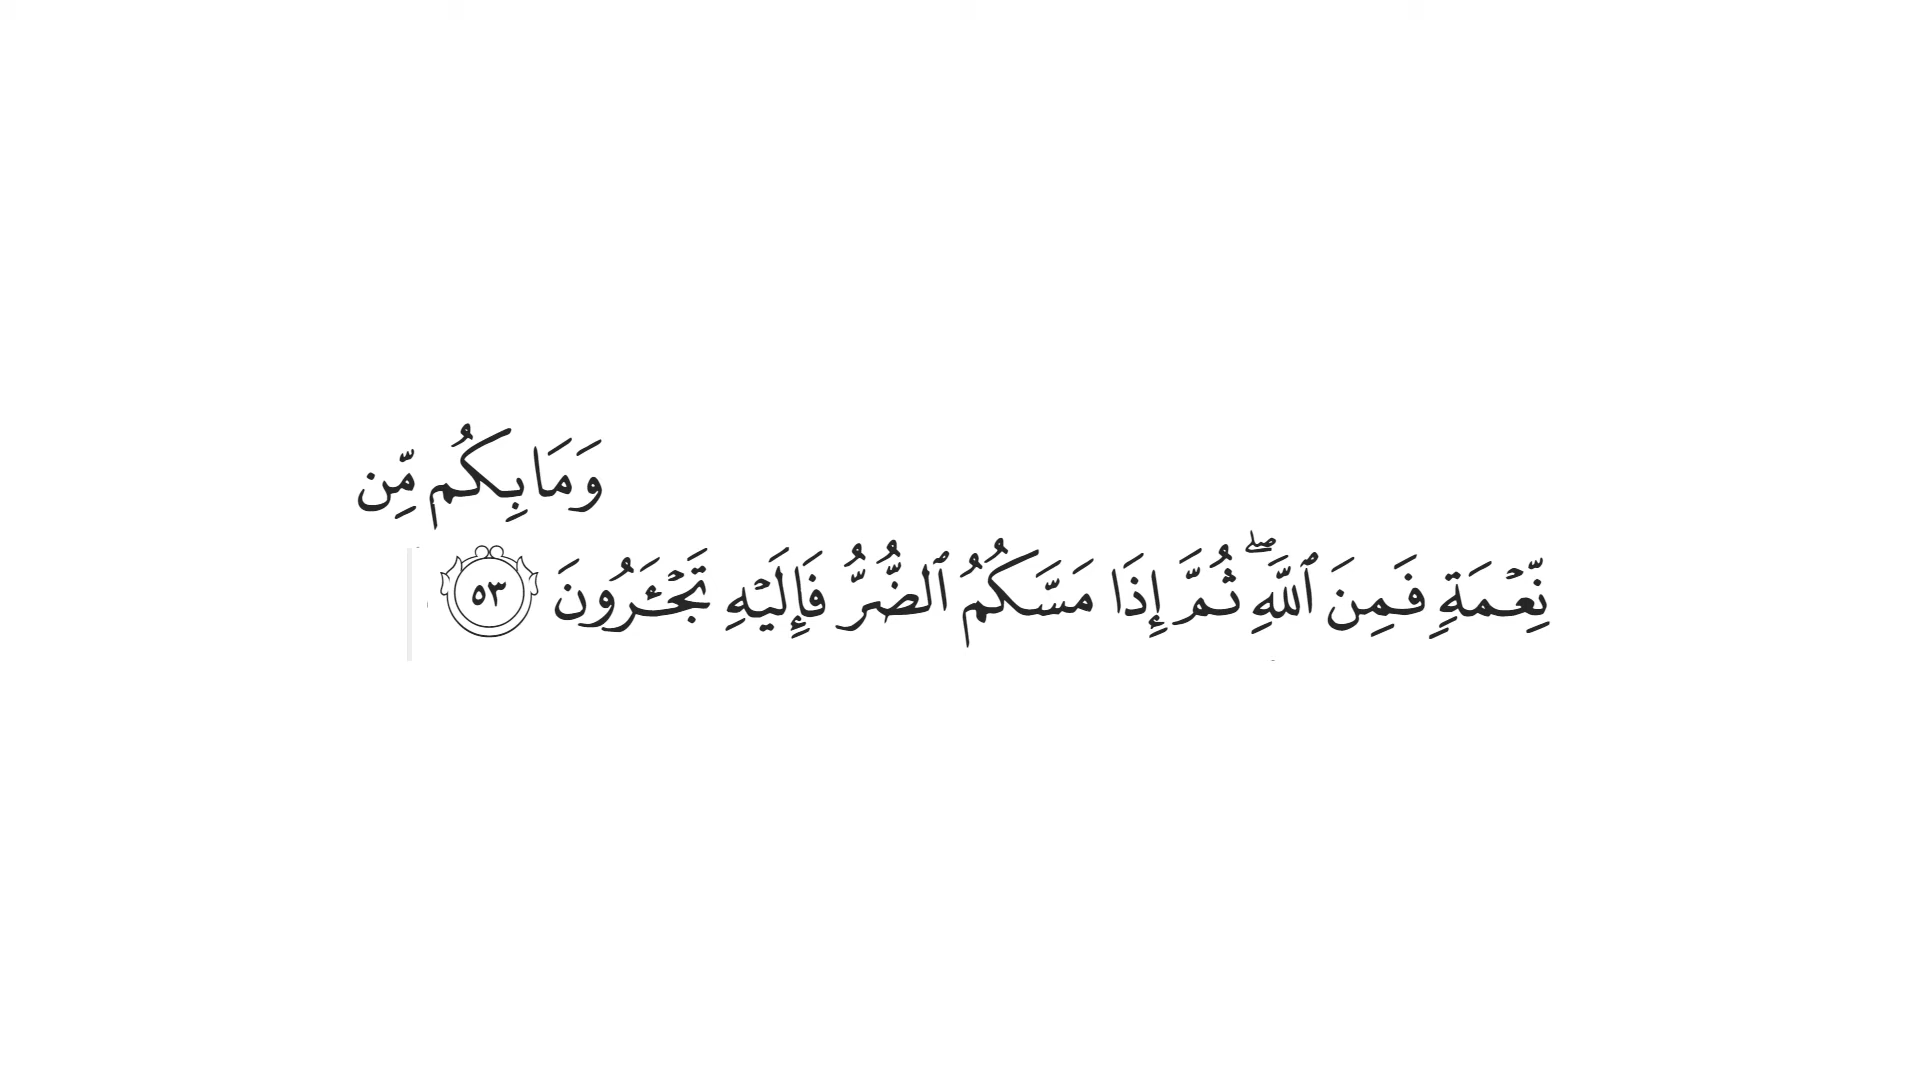 وَمَا بِكُم مِّن
نِّعۡمَةٖ فَمِنَ ٱللَّهِۖ ثُمَّ إِذَا مَسَّكُمُ ٱلضُّرُّ فَإِلَيۡهِ تَجۡـَٔرُونَ ٥٣